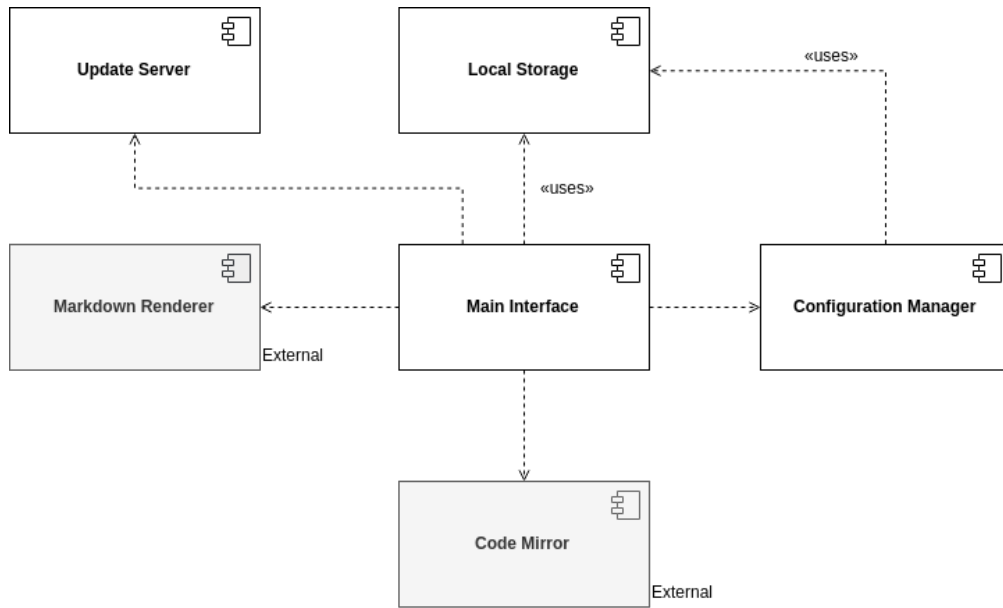 Update Server
Local Storage
«uses»
«uses»
Markdown Renderer
External
Main Interface
Configuration Manager
Code Mirror
External